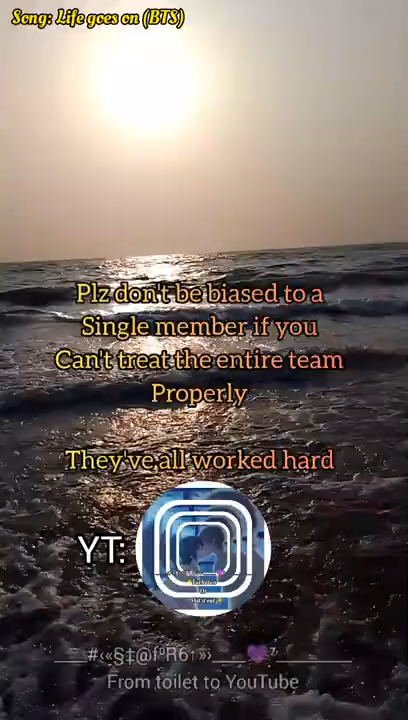 Song: Life goes on (BTS)
Plz don't be biased to a
Single member if you
Can't treat the entire team
Properly
They've all worked hard
YT:
From toilet to YouTube